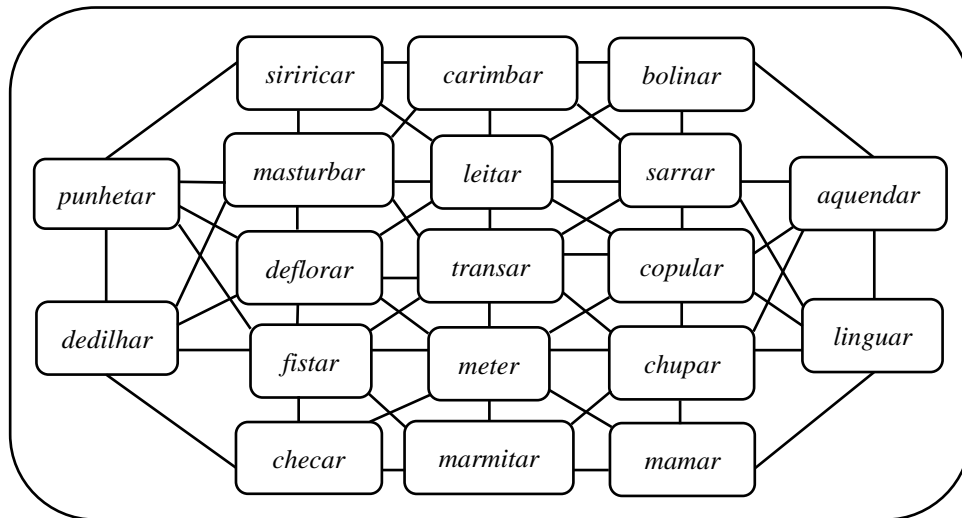 siriricar
carimbar
bolinar
masturbar
leitar
sarrar
punhetar
aquendar
deflorar
transar
copular
dedilhar
linguar
fistar
meter
chupar
checar
marmitar
mamar